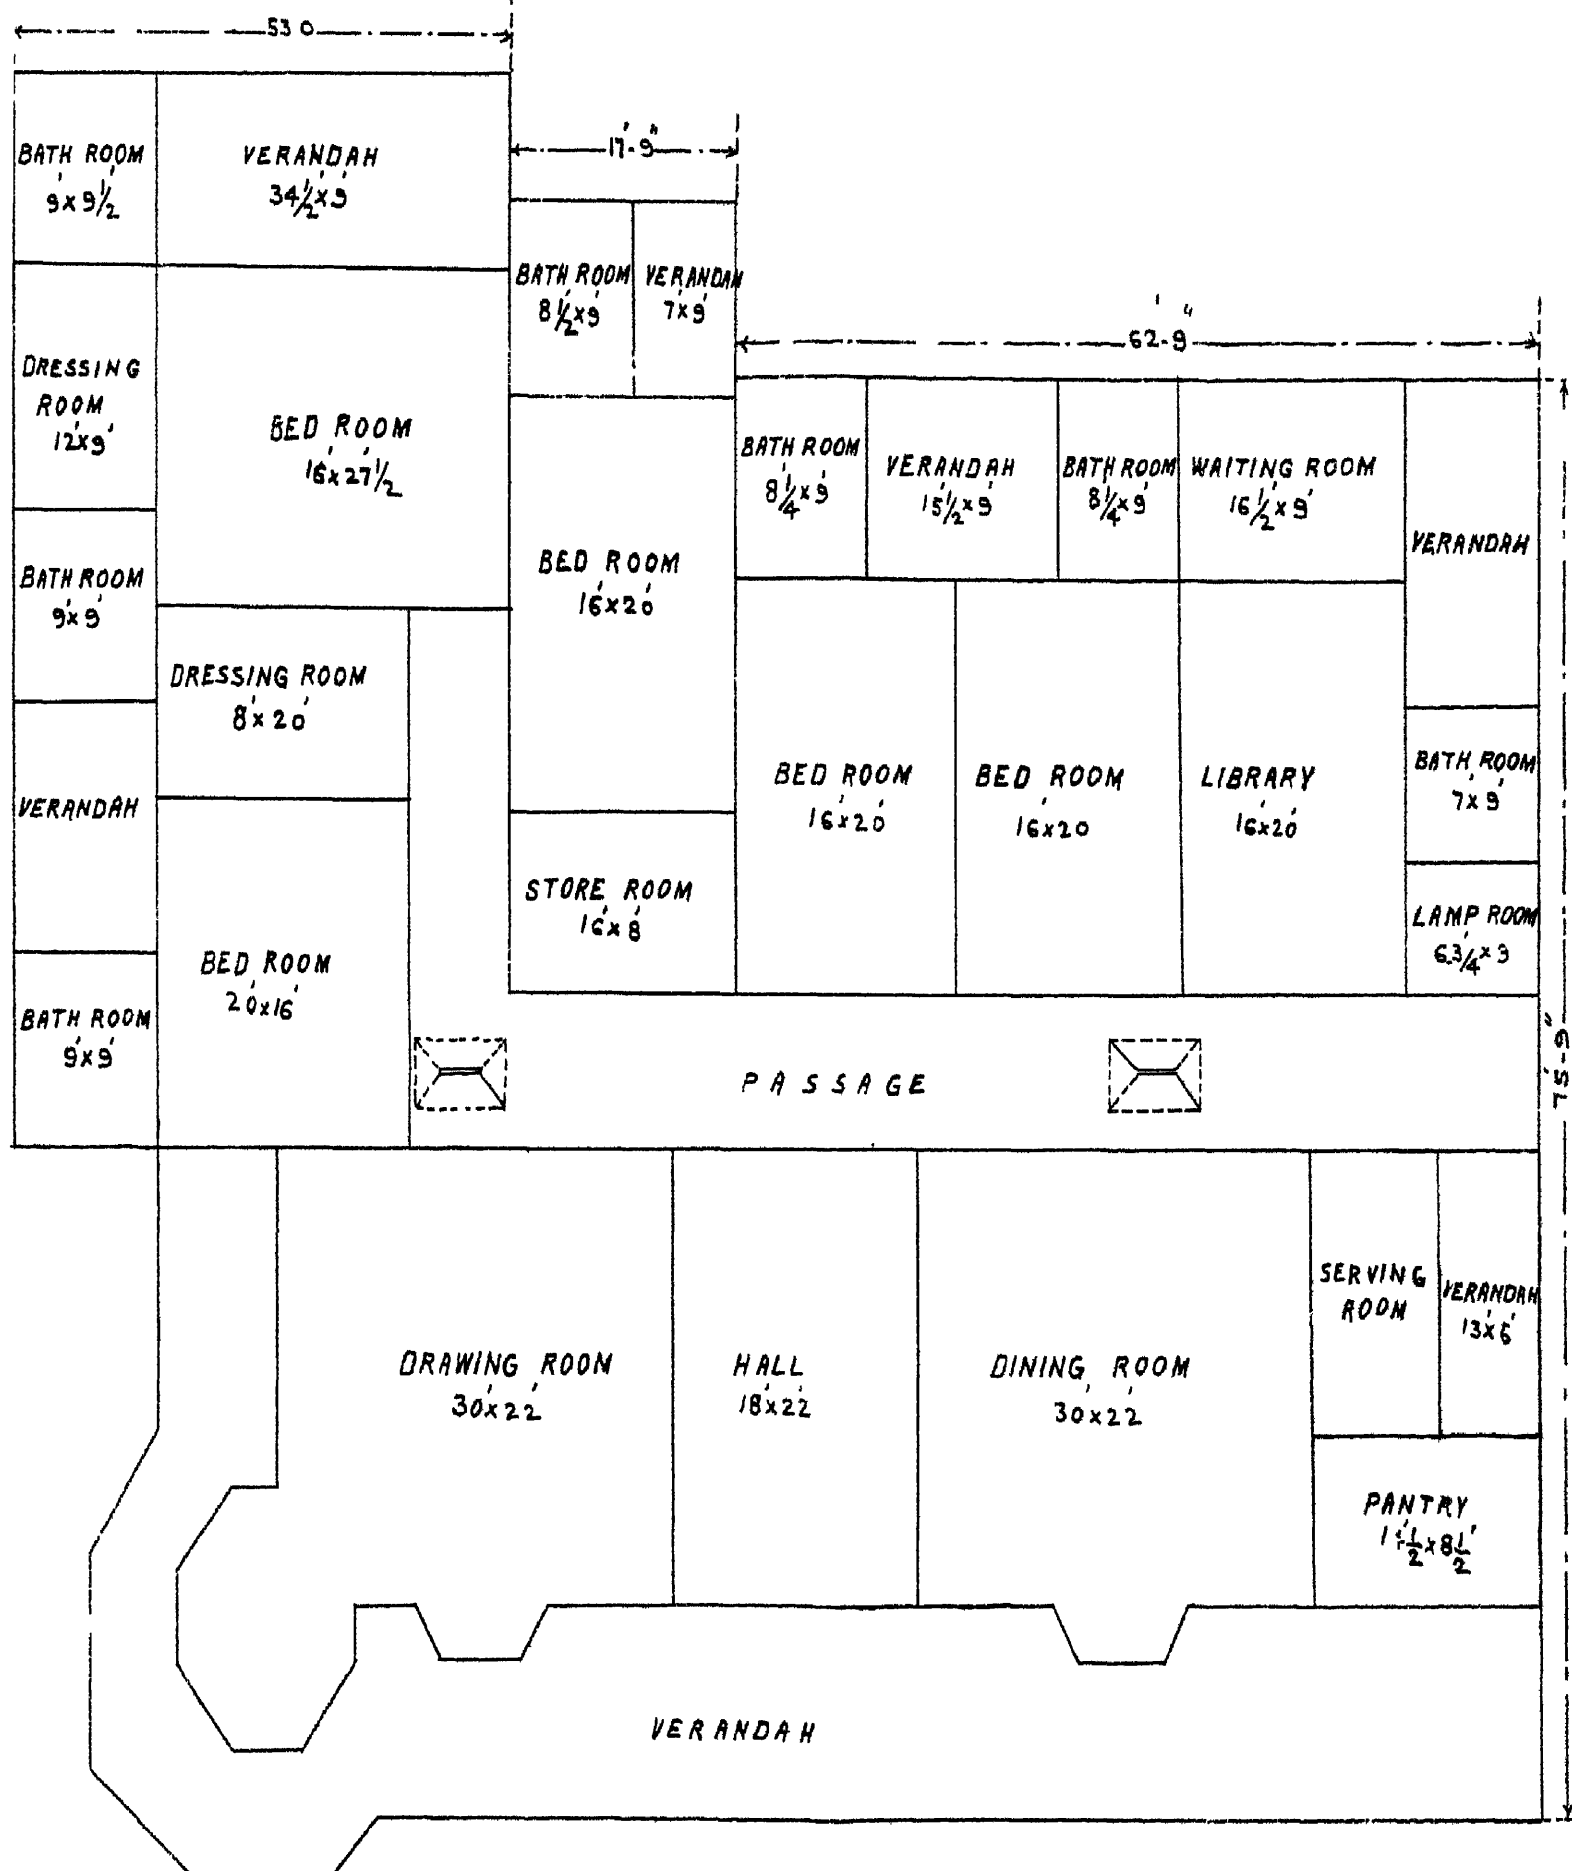 53 0
17'-9"
62'-9"
BATH ROOM
9'x9½
VERANDAH
34½'x9'
BATH ROOM
8½'x9'
VERANDAH
7'x9'
DRESSING
ROOM
12'x9'
BED ROOM
16'x27'½
BATH ROOM
8¼'x9'
VERANDAH
15½'x9'
BATH ROOM
8¼'x9'
WAITING ROOM
16½'x9'
VERANDAH
BATH ROOM
9'x9'
BED ROOM
16'x20'
DRESSING ROOM
8'x20'
VERANDAH
BED ROOM
16'x20'
BED ROOM
16'x20
LIBRARY
16'x20'
BATH ROOM
7'x9'
STORE ROOM
16'x8'
LAMP ROOM
6¾'x9
BED ROOM
20'x16'
BATH ROOM
9'x9'
PASSAGE
75'-9"
DRAWING ROOM
30'x22'
HALL
18'x22'
DINING ROOM
30'x22'
SERVING
ROOM
VERANDAH
13'x6'
PANTRY
x8½'
VERANDAH